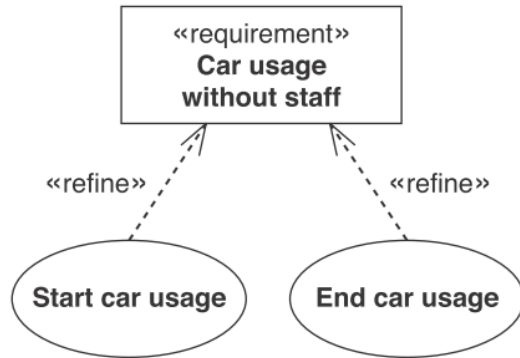 «requirement»
Car usage
without staff
«refine»
«refine»
Start car usage
End car usage